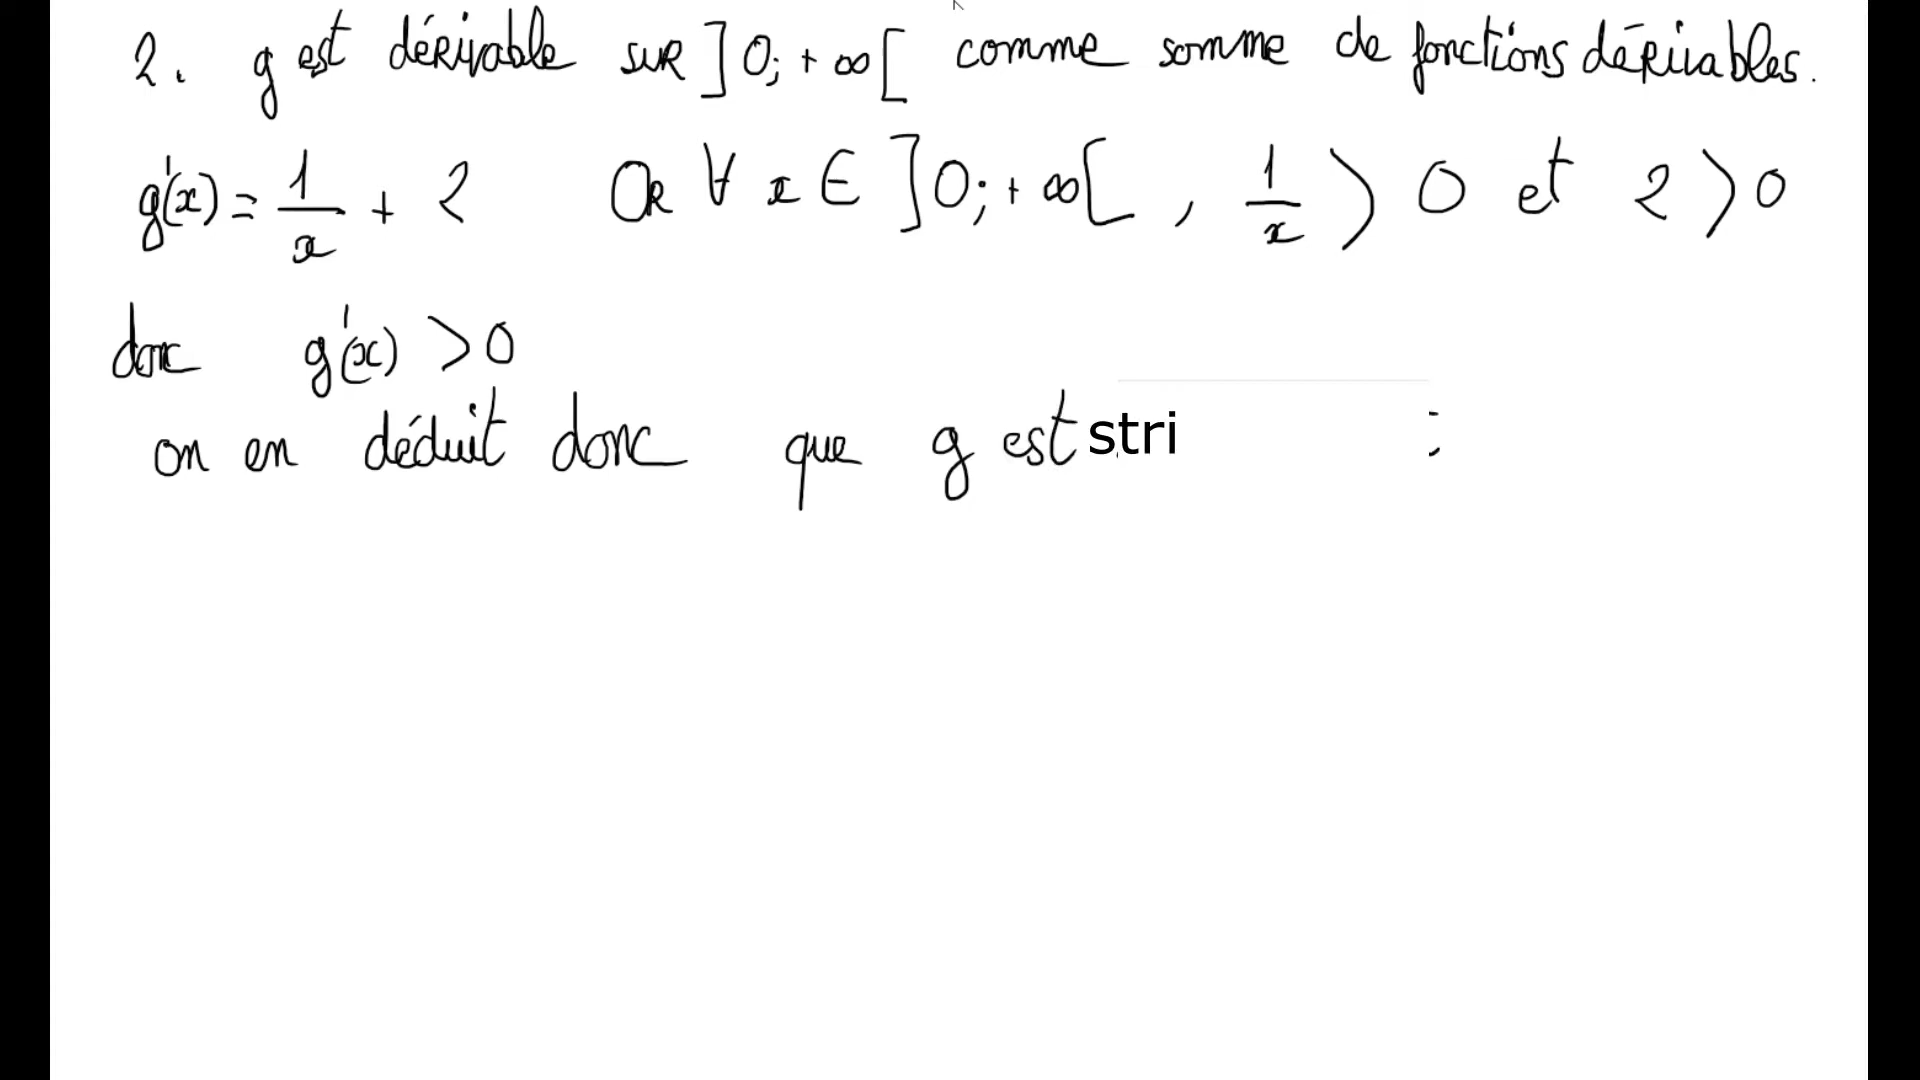 2. g est dérivable sur ]0; +∞[ comme somme de fonctions dérivables.
g'(x) = 1/x + 2 Or ∀ x ∈ ]0; +∞[ , 1/x > 0 et 2 > 0
donc g'(x) > 0
on en déduit donc que g est stri :